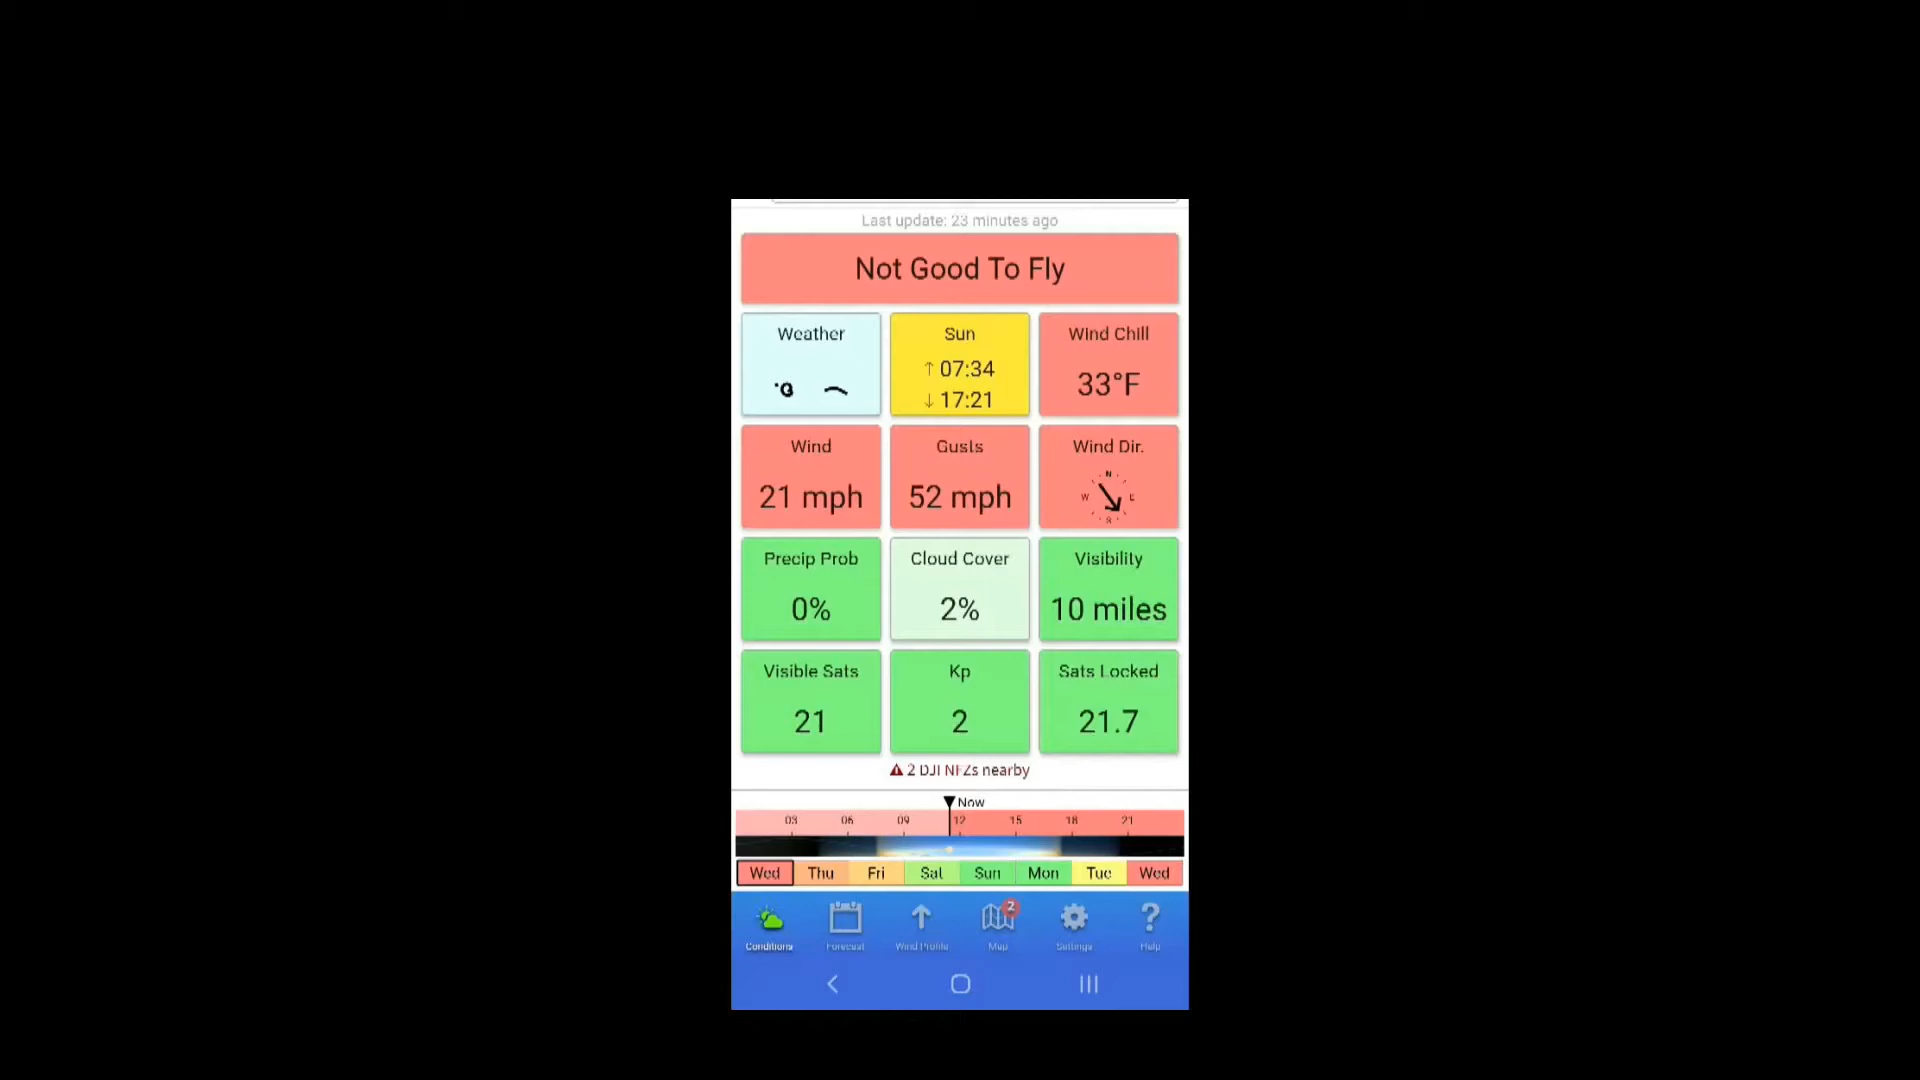 Last update: 23 minutes ago
Not Good To Fly
Weather
Sun
↑ 07:34
↓ 17:21
Wind Chill
33°F
Wind
21 mph
Gusts
52 mph
Wind Dir.
N
W
E
S
Precip Prob
0%
Cloud Cover
2%
Visibility
10 miles
Visible Sats
21
Kp
2
Sats Locked
21.7
2 DJI NFZs nearby
Now
03 06 09 12 15 18 21
Wed Thu Fri Sat Sun Mon Tue Wed
2
Conditions Forecast Wind Profile Map Settings Help